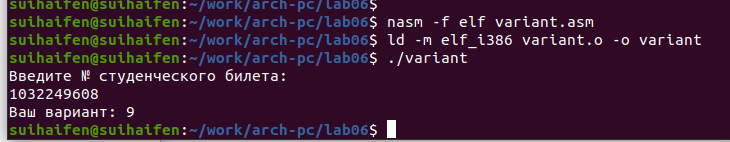 suihaifen@suihaifen:~/work/arch-pc/lab06$
suihaifen@suihaifen:~/work/arch-pc/lab06$ nasm -f elf variant.asm
suihaifen@suihaifen:~/work/arch-pc/lab06$ ld -m elf_i386 variant.o -o variant
suihaifen@suihaifen:~/work/arch-pc/lab06$ ./variant
Введите № студенческого билета:
1032249608
Ваш вариант: 9
suihaifen@suihaifen:~/work/arch-pc/lab06$